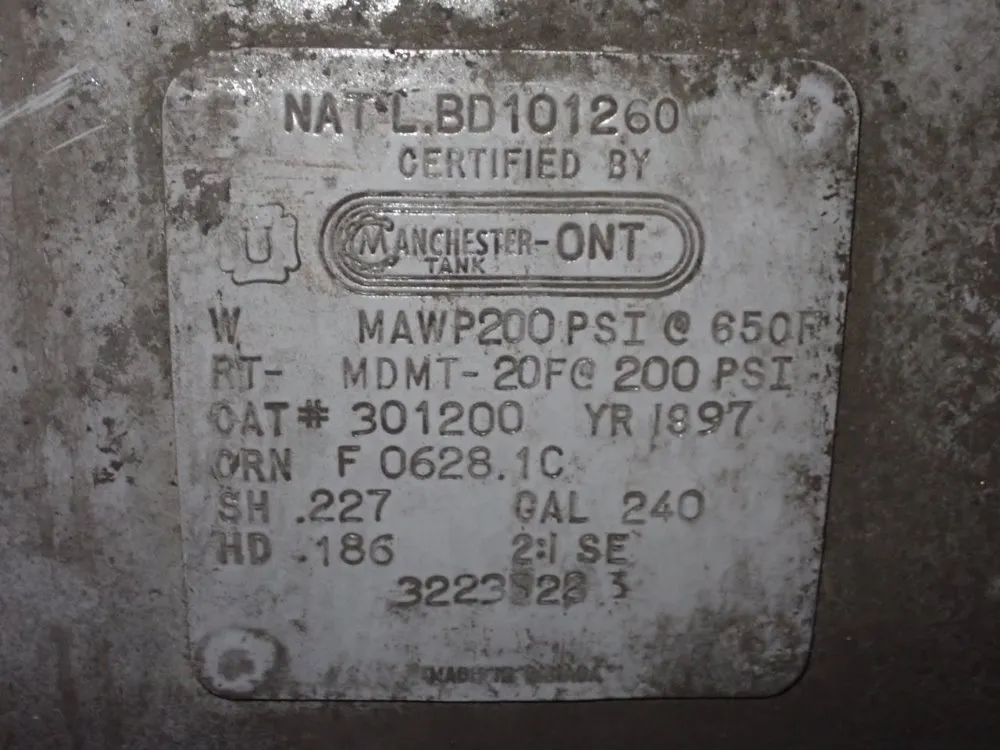 NAT'L.BD101260
CERTIFIED BY
U
MANCHESTER-ONT
TANK
W MAWP200 PSI @ 650F
RT- MDMT-20F@ 200 PSI
CAT# 301200 YR 1997
CRN F 0628.1C
SH .227 GAL 240
HD .186 2:1 SE